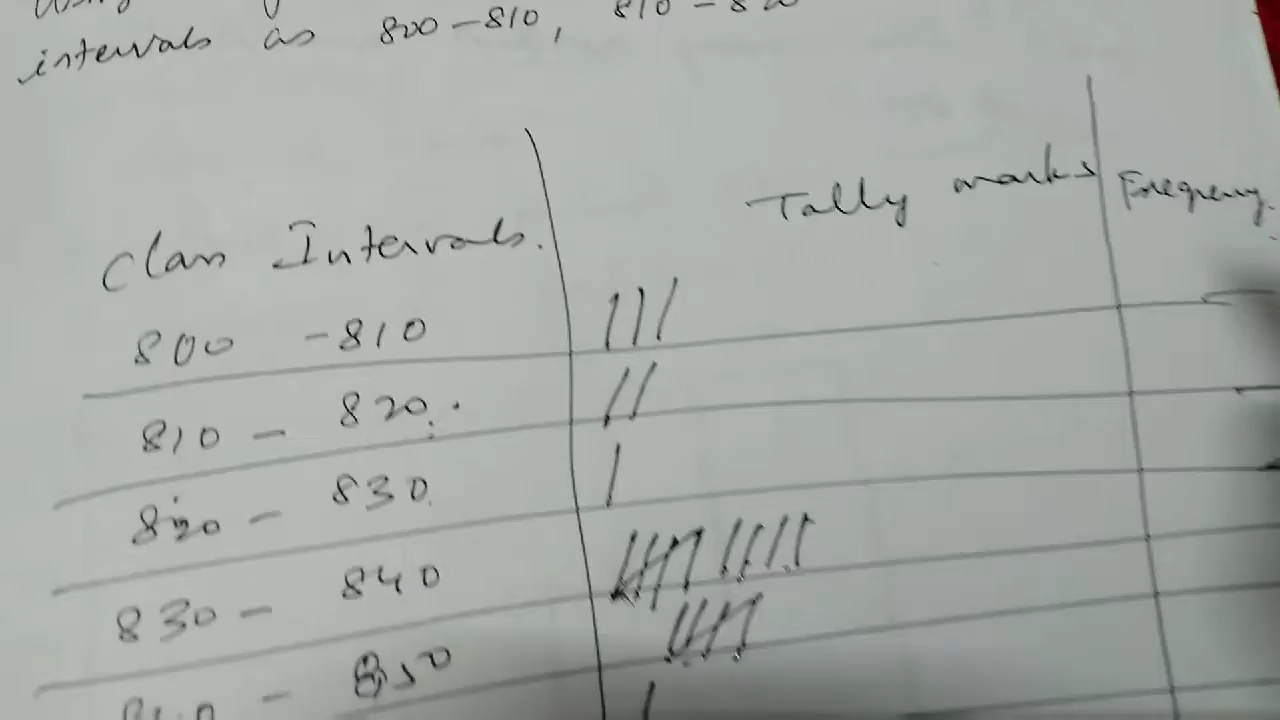 intervals as 800-810, 810-820
Class Intervals. Tally marks Frequency.
800 -810 |||
810 - 820. ||
820 - 830 |
830 - 840
840 - 850